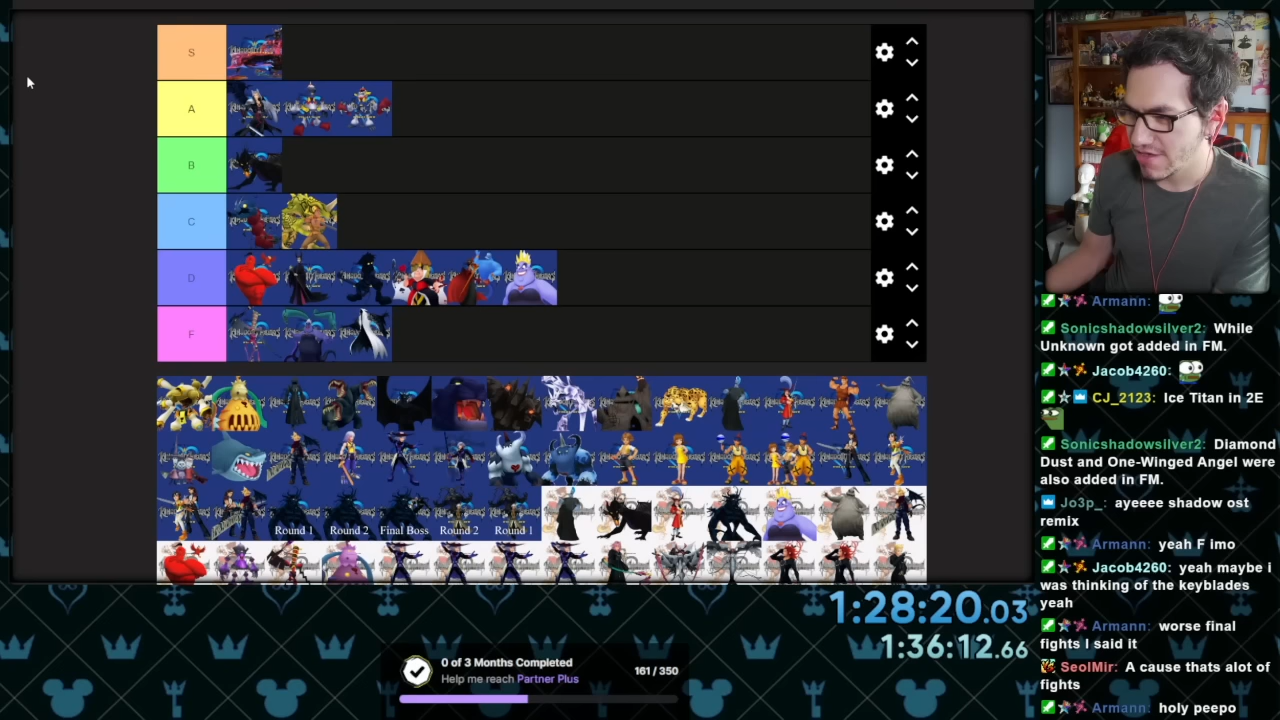 S
A
B
C
D
F
Round 1
Round 2
Final Boss
Round 2
Round 1
Armann:
Sonicshadowsilver2: While
Unknown got added in FM.
Jacob4260:
CJ_2123: Ice Titan in 2E
Sonicshadowsilver2: Diamond
Dust and One-Winged Angel were
also added in FM.
Jo3p_: ayeeee shadow ost
remix
Armann: yeah F imo
Jacob4260: yeah maybe i
was thinking of the keyblades
yeah
Armann: worse final
fights I said it
SeolMir: A cause thats alot of
fights
Armann: holy peepo
1:28:20.03
1:36:12.66
0 of 3 Months Completed
Help me reach Partner Plus
161 / 350